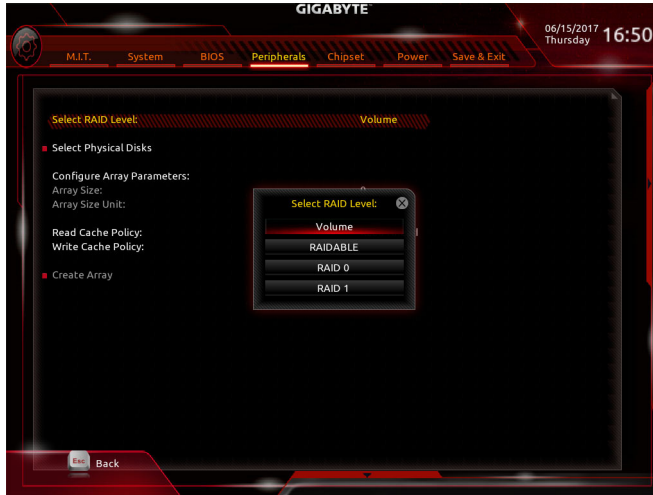 GIGABYTE
06/15/2017 Thursday 16:50
M.I.T. System BIOS Peripherals Chipset Power Save & Exit
Select RAID Level: Volume
Select Physical Disks
Configure Array Parameters:
Array Size:
Array Size Unit:
Read Cache Policy:
Write Cache Policy:
Create Array
Select RAID Level:
Volume
RAIDABLE
RAID 0
RAID 1
Esc Back